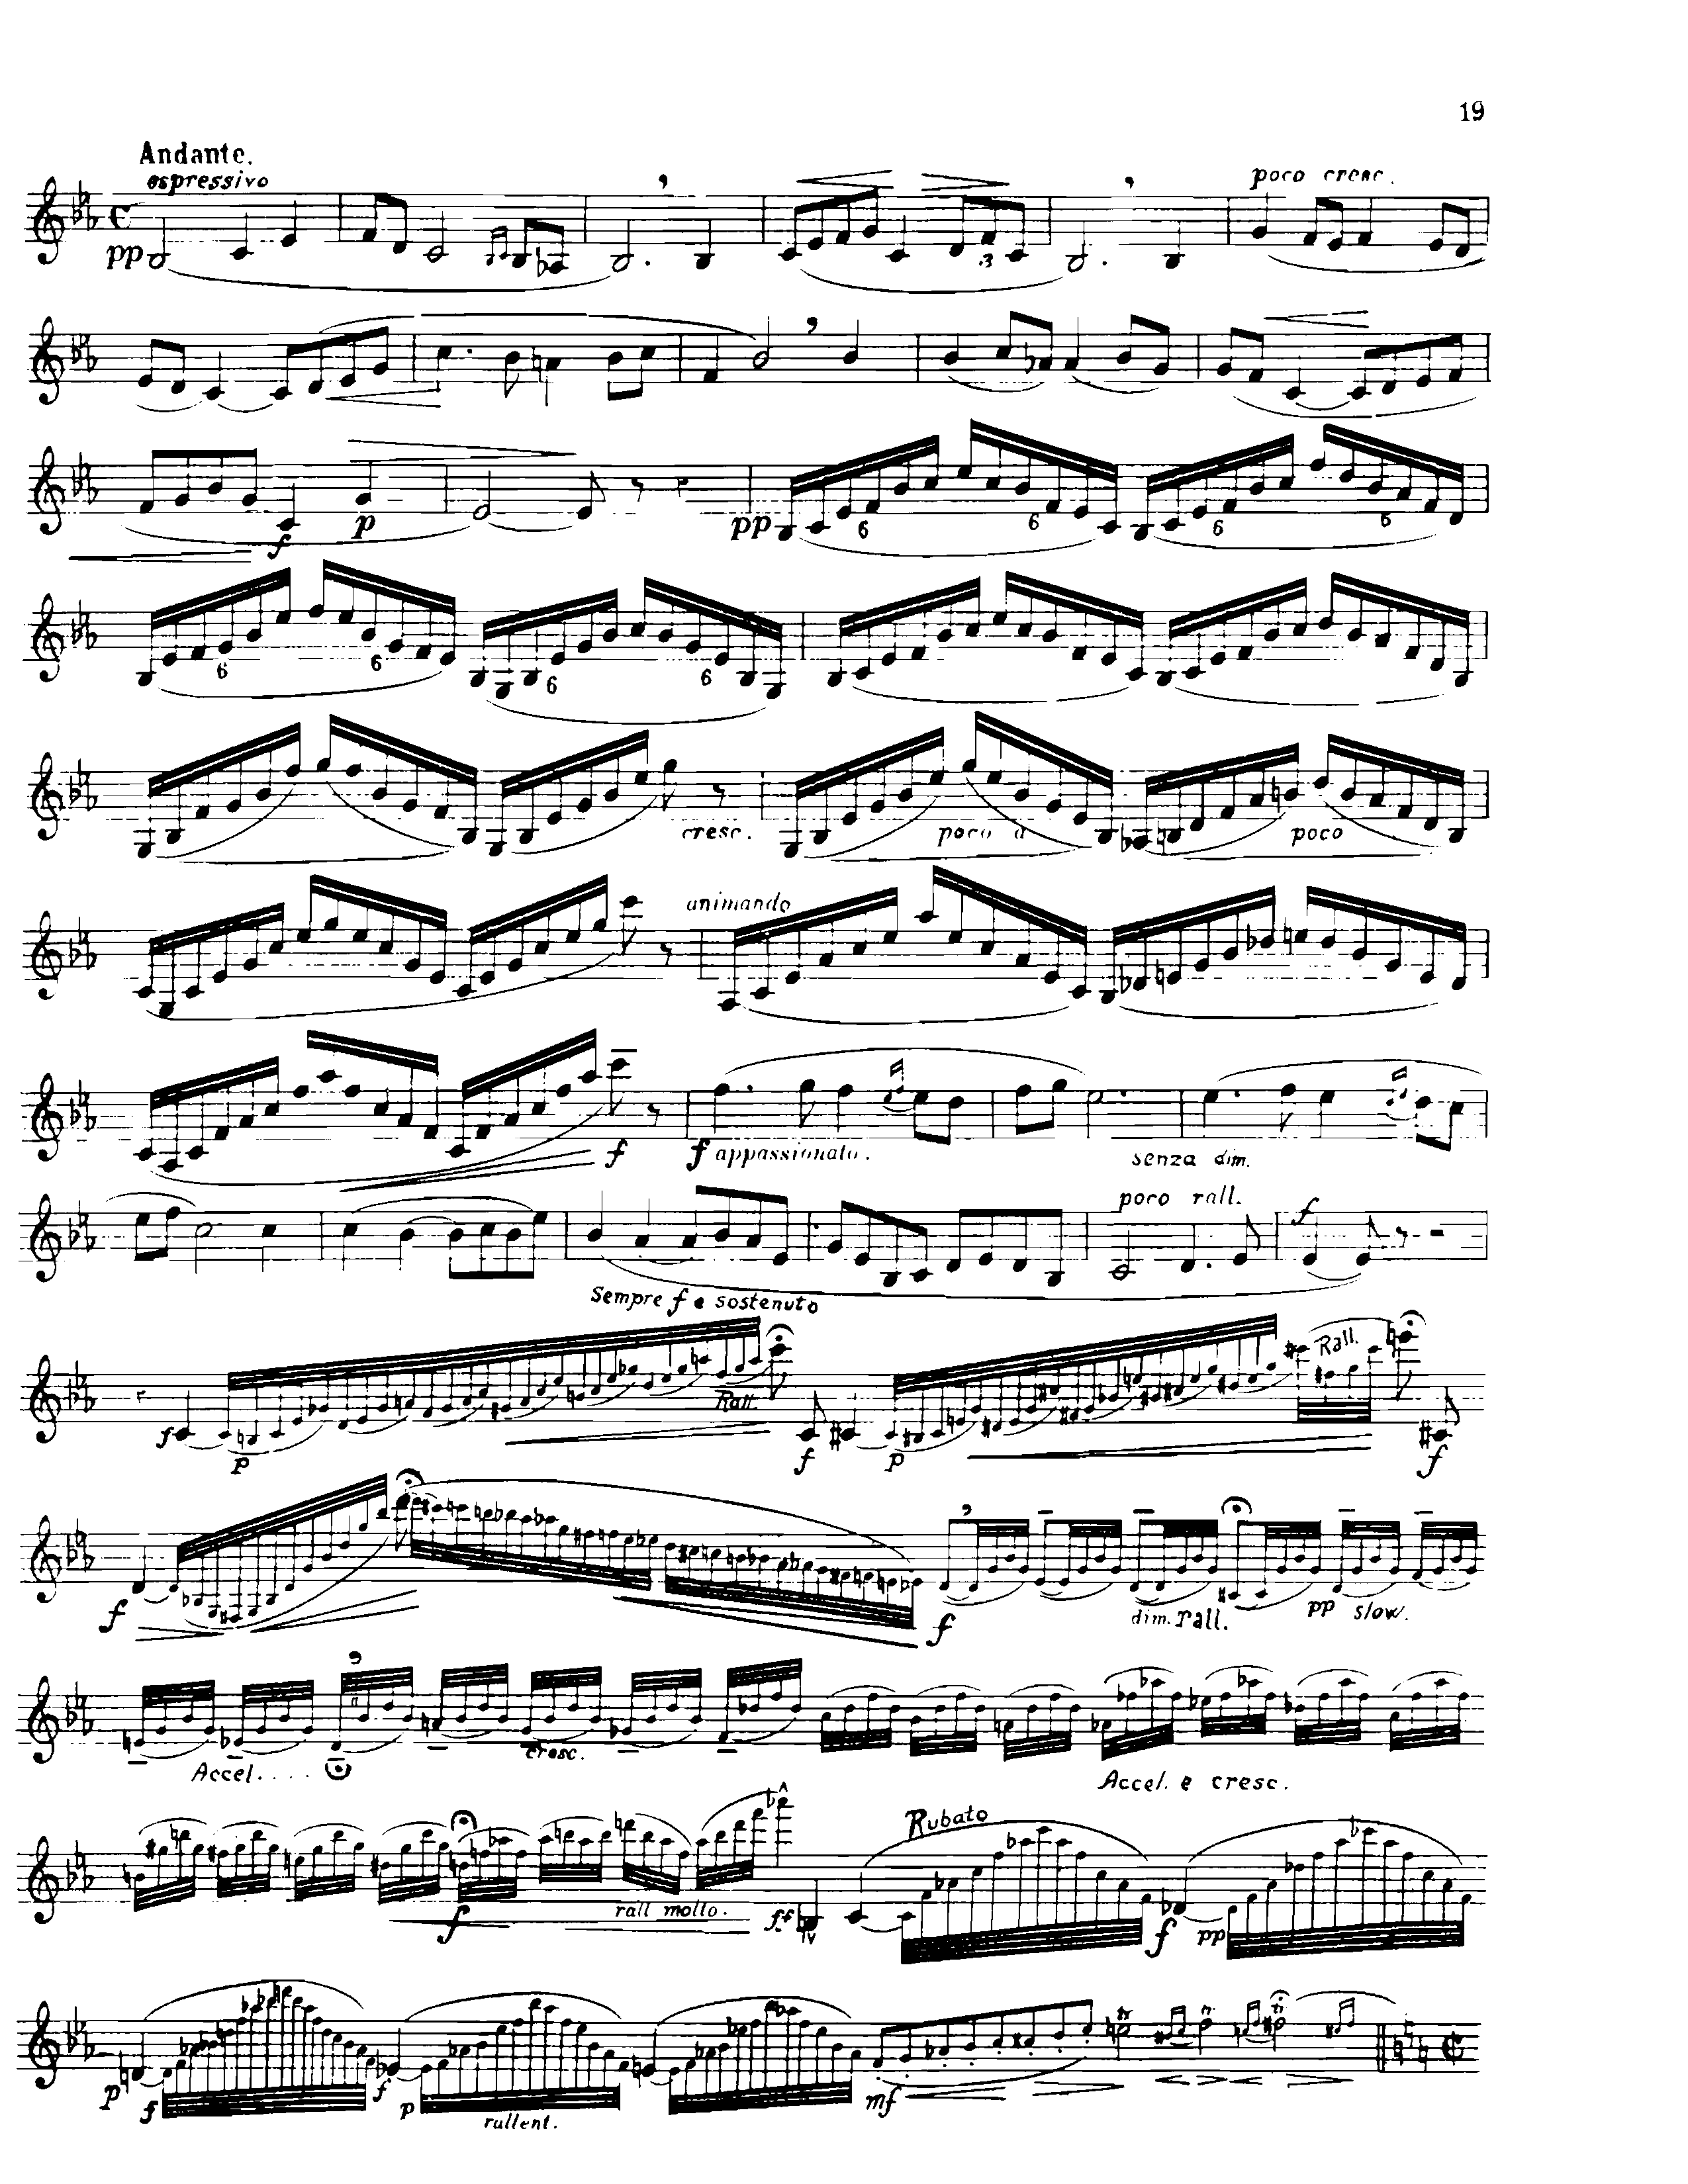 19
Andante.
espressivo
poco cresc.
pp
3
f
p
pp
6 6 6 6
6 6 6 6
cresc. poco a poco
animando
f f appassionato.
senza dim.
poco rall.
f
Sempre f e sostenuto
Rall.
f p Rall. f p f
f f dim. rall. pp slow.
Accel.... cresc.
Accel. e cresc.
Rubato
f rall molto. ff f pp
p f f p rallent. mf
tr tr tr